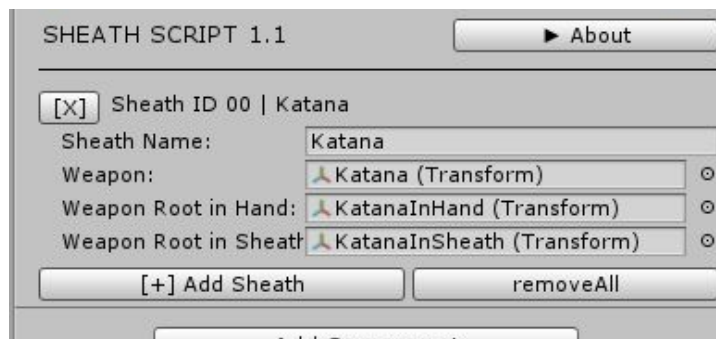 SHEATH SCRIPT 1.1 ► About
[X] Sheath ID 00 | Katana
Sheath Name: Katana
Weapon: Katana (Transform)
Weapon Root in Hand: KatanaInHand (Transform)
Weapon Root in Sheath KatanaInSheath (Transform)
[+] Add Sheath removeAll